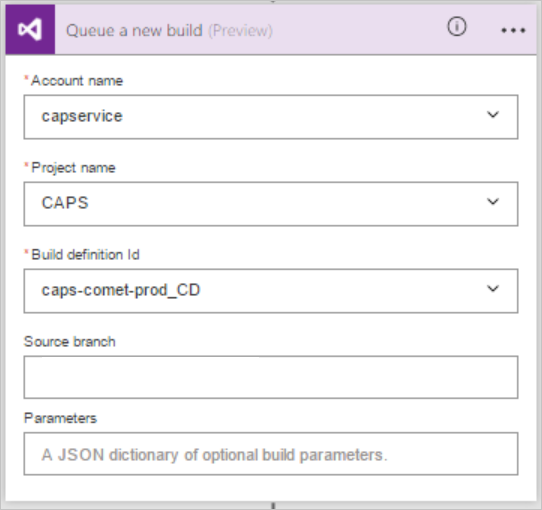 Queue a new build (Preview)
*Account name
capservice
*Project name
CAPS
*Build definition Id
caps-comet-prod_CD
Source branch
Parameters
A JSON dictionary of optional build parameters.